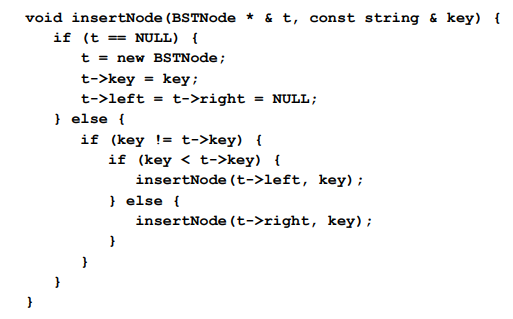 void insertNode(BSTNode * & t, const string & key) {
if (t == NULL) {
t = new BSTNode;
t->key = key;
t->left = t->right = NULL;
} else {
if (key != t->key) {
if (key < t->key) {
insertNode(t->left, key);
} else {
insertNode(t->right, key);
}
}
}
}